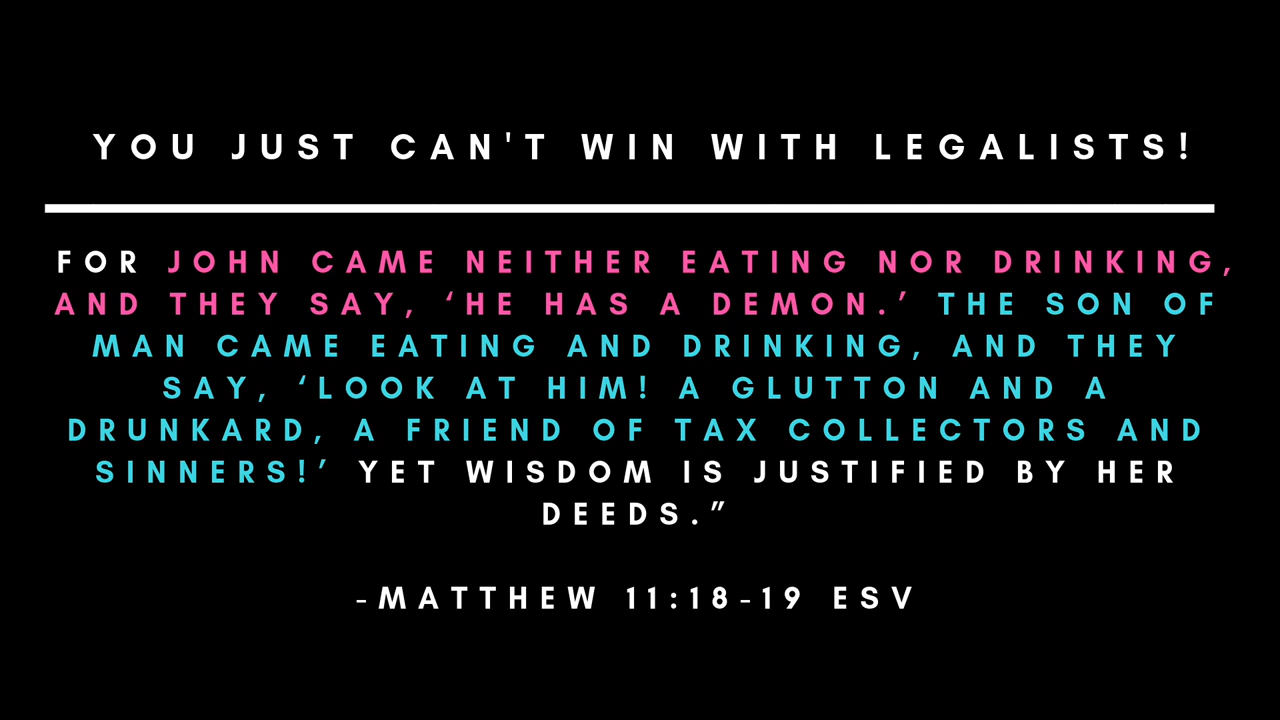 YOU JUST CAN'T WIN WITH LEGALISTS!
FOR JOHN CAME NEITHER EATING NOR DRINKING,
AND THEY SAY, ‘HE HAS A DEMON.’ THE SON OF
MAN CAME EATING AND DRINKING, AND THEY
SAY, ‘LOOK AT HIM! A GLUTTON AND A
DRUNKARD, A FRIEND OF TAX COLLECTORS AND
SINNERS!’ YET WISDOM IS JUSTIFIED BY HER
DEEDS.”
-MATTHEW 11:18-19 ESV